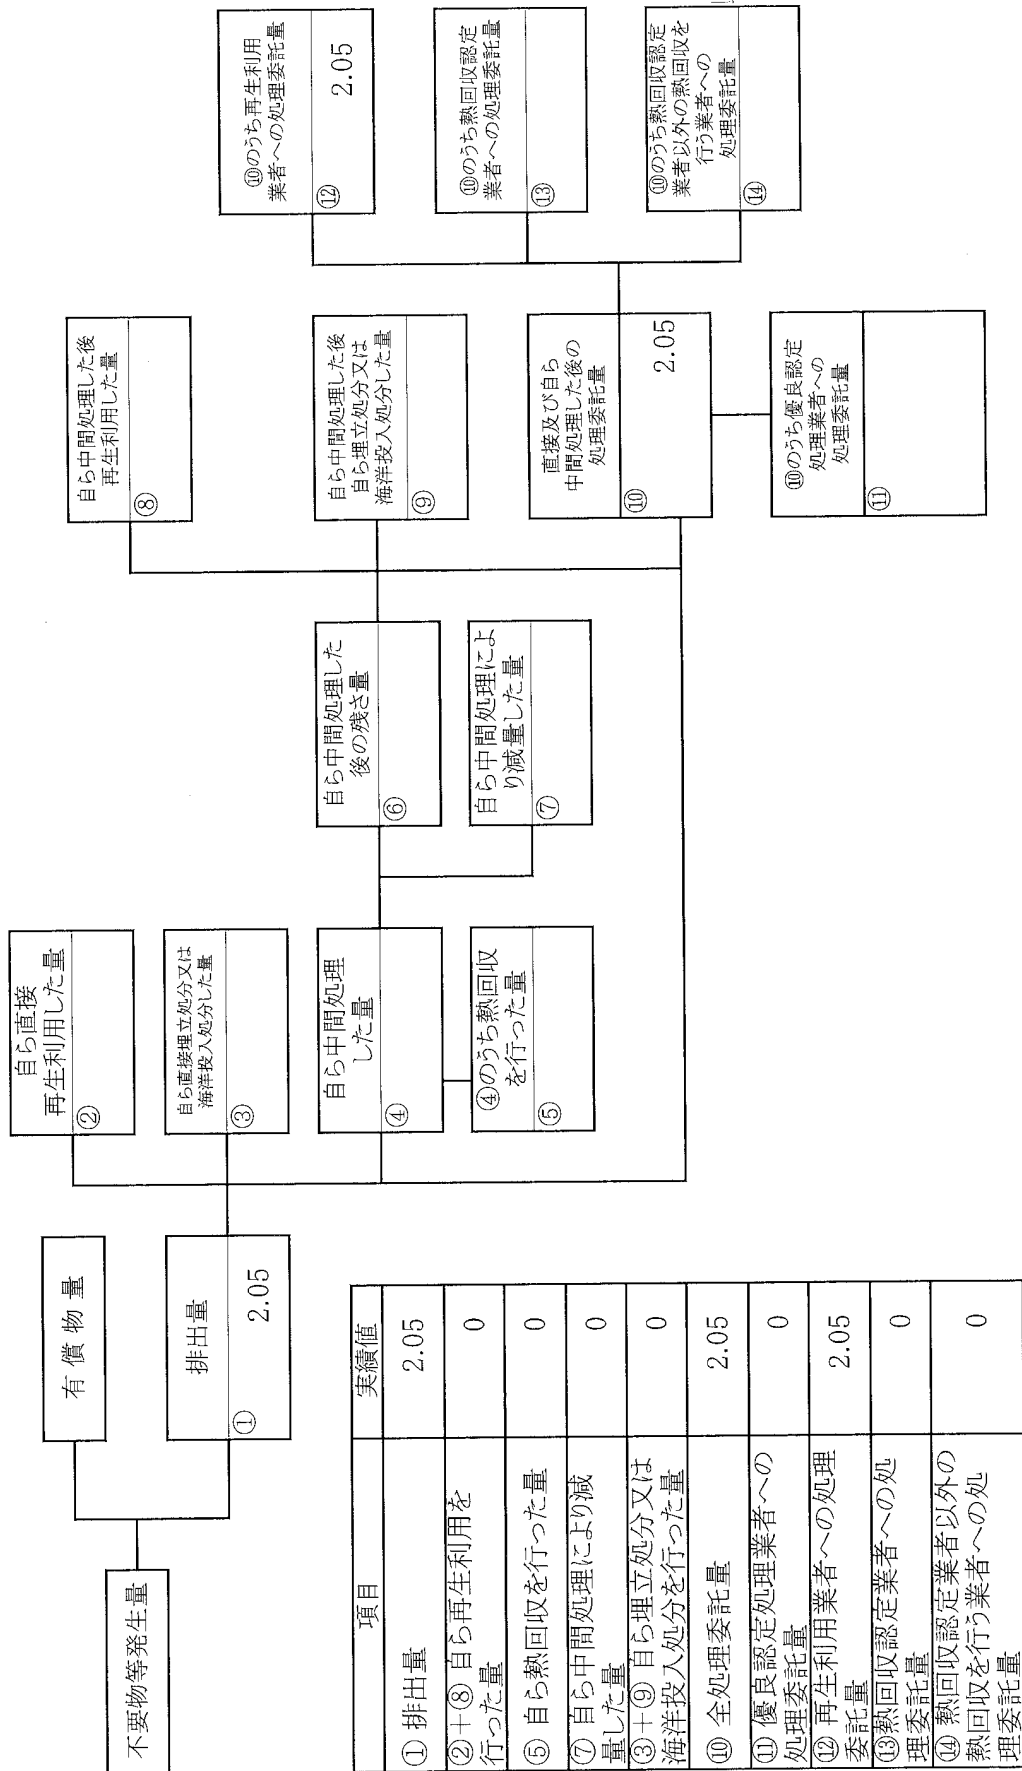 不要物等発生量
有償物量
排出量
①
2.05
自ら直接
再生利用した量
②
自ら直接埋立処分又は
海洋投入処分した量
③
自ら中間処理
した量
④
④のうち熱回収
を行った量
⑤
自ら中間処理した
後の残さ量
⑥
自ら中間処理によ
り減量した量
⑦
自ら中間処理した後
再生利用した量
⑧
自ら中間処理した後
自ら埋立処分又は
海洋投入処分した量
⑨
直接及び自ら
中間処理した後の
処理委託量
⑩
2.05
⑩のうち優良認定
処理業者への
処理委託量
⑪
⑩のうち再生利用
業者への処理委託量
⑫
2.05
⑩のうち熱回収認定
業者への処理委託量
⑬
⑩のうち熱回収認定
業者以外の熱回収を
行う業者への
処理委託量
⑭
項目 実績値
① 排出量 2.05
②+⑧ 自ら再生利用を
行った量 0
⑤ 自ら熱回収を行った量 0
⑦ 自ら中間処理により減
量した量 0
③+⑨ 自ら埋立処分又は
海洋投入処分を行った量 0
⑩ 全処理委託量 2.05
⑪ 優良認定処理業者への
処理委託量 0
⑫ 再生利用業者への処理
委託量 2.05
⑬熱回収認定業者への処
理委託量 0
⑭ 熱回収認定業者以外の
熱回収を行う業者への処
理委託量 0